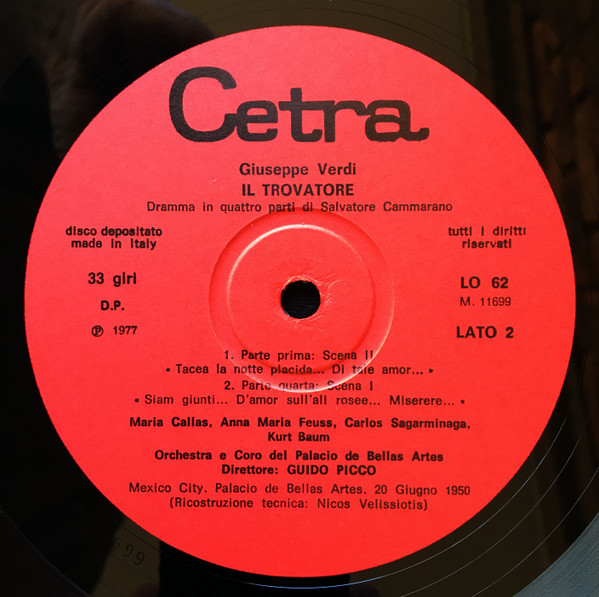 Cetra
Giuseppe Verdi
IL TROVATORE
Dramma in quattro parti di Salvatore Cammarano
disco depositato
made in Italy
tutti i diritti
riservati
33 giri
D.P.
℗ 1977
LO 62
M. 11699
LATO 2
1. Parte prima: Scena II
« Tacea la notte placida... Di tale amor... »
2. Parte quarta: Scena I
« Siam giunti... D'amor sull'ali rosee... Miserere... »
Maria Callas, Anna Maria Feuss, Carlos Sagarminaga,
Kurt Baum
Orchestra e Coro del Palacio de Bellas Artes
Direttore: GUIDO PICCO
Mexico City. Palacio de Bellas Artes. 20 Giugno 1950
(Ricostruzione tecnica: Nicos Velissiotis)